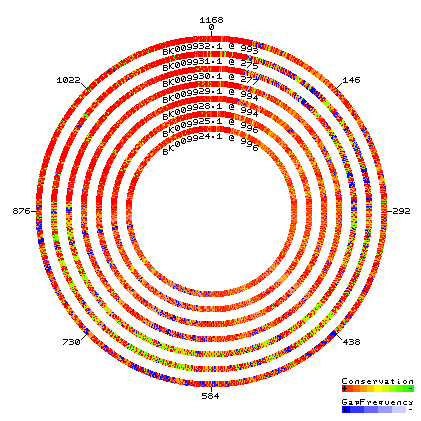 1168
0
BK009932.1 @ 993
BK009931.1 @ 275
BK009930.1 @ 277
BK009929.1 @ 994
BK009928.1 @ 994
BK009925.1 @ 996
BK009924.1 @ 996
1022
146
876
292
730
438
584
Conservation
+ -
GapFrequency
+ -